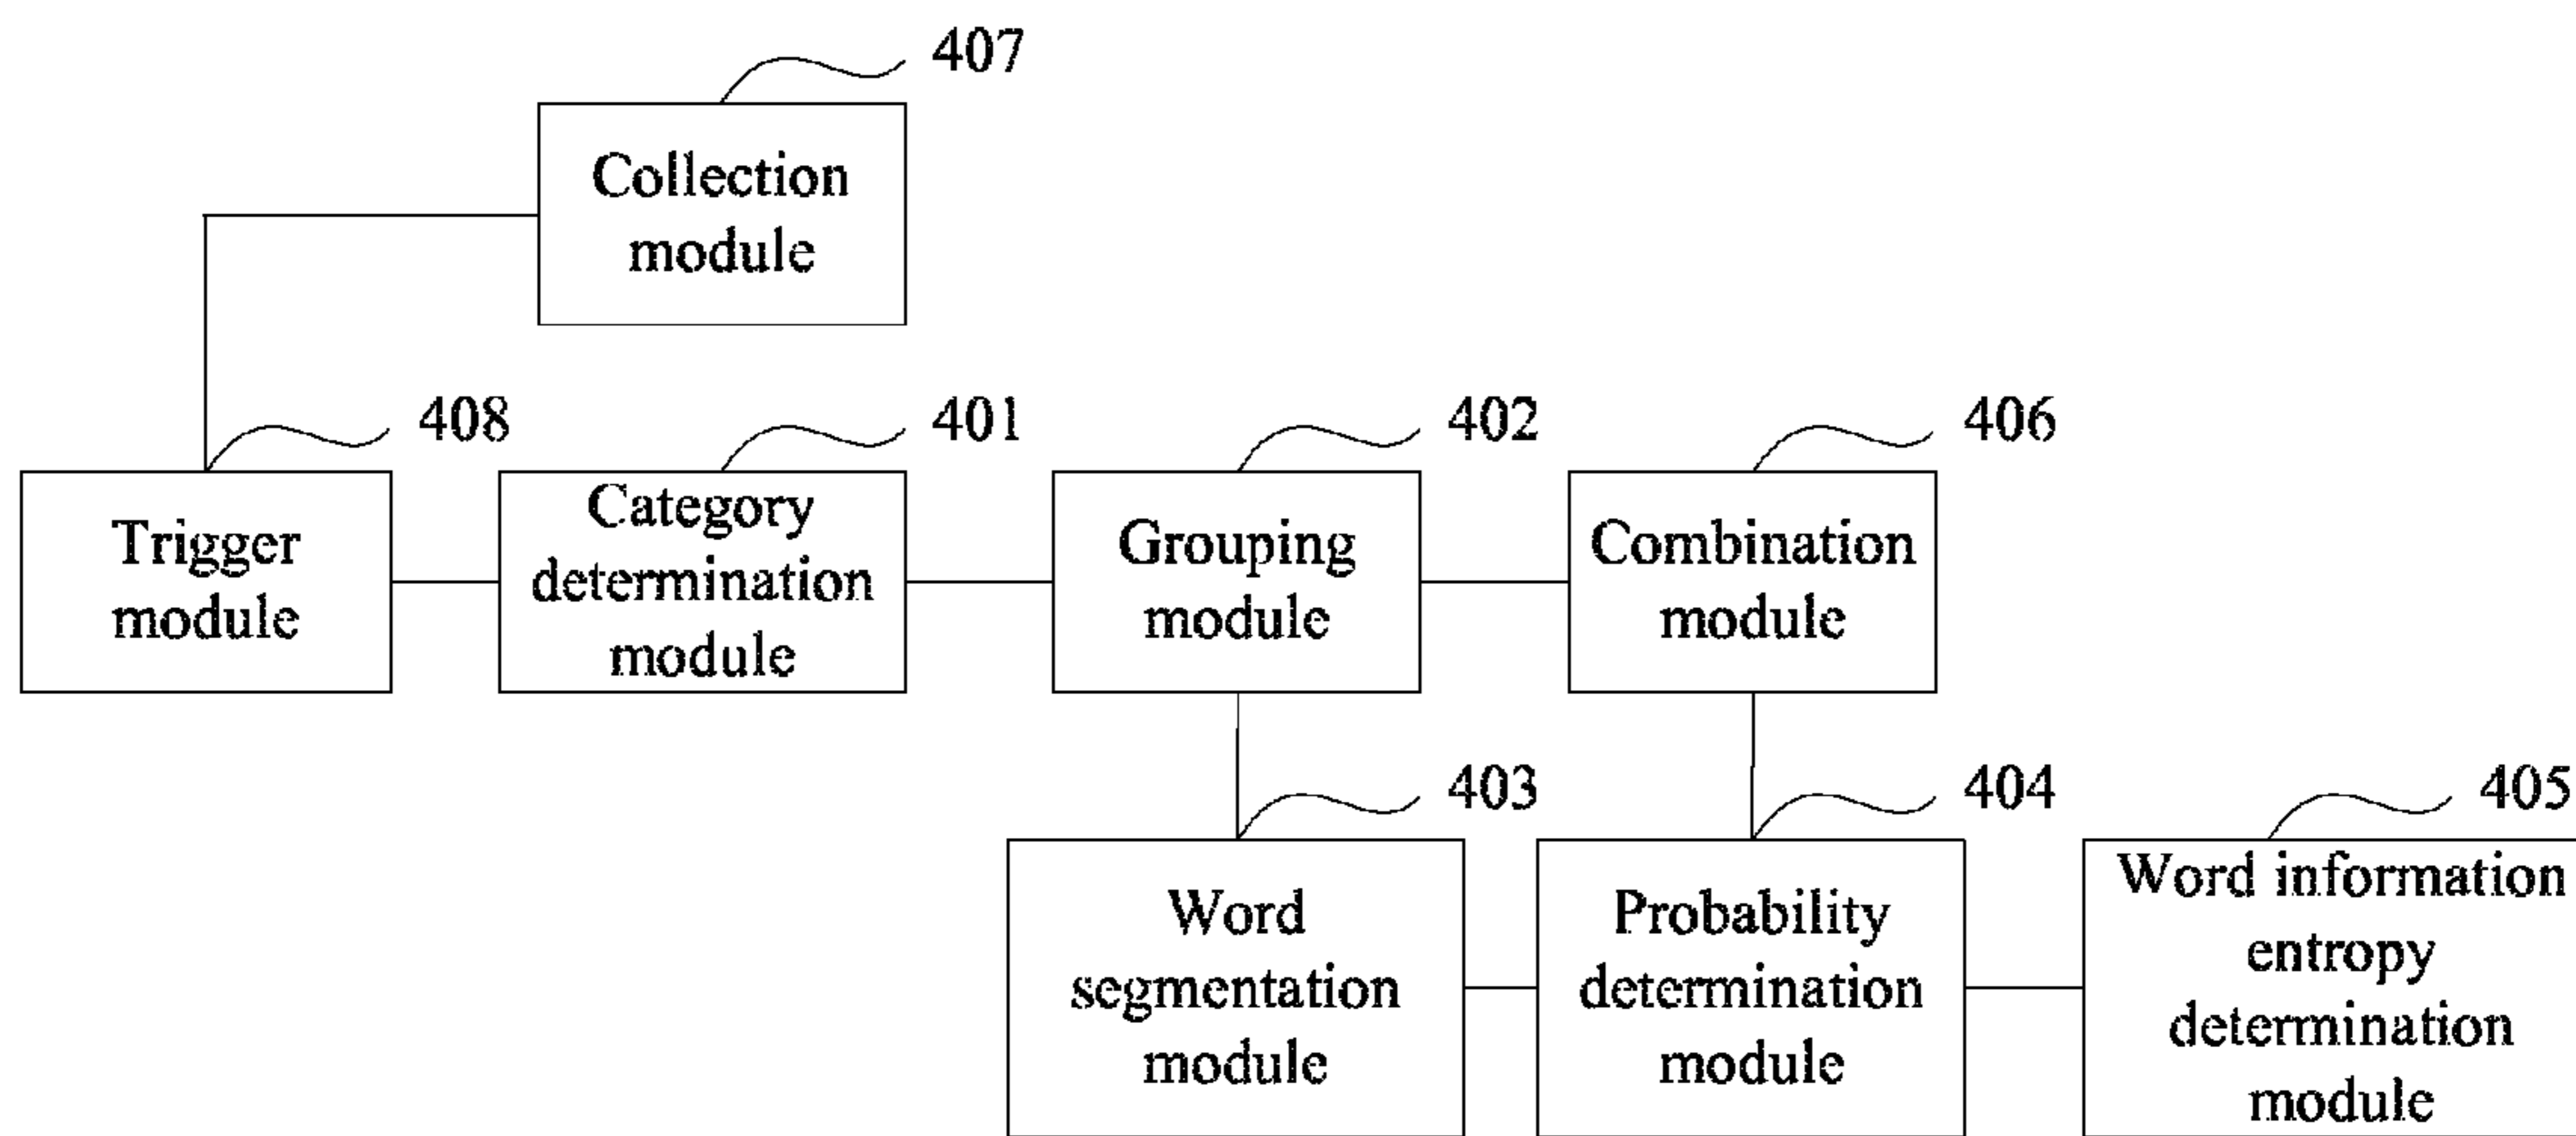 407
Collection
module
408
401
402
406
Trigger
module
Category
determination
module
Grouping
module
Combination
module
403
404
405
Word
segmentation
module
Probability
determination
module
Word information
entropy
determination
module